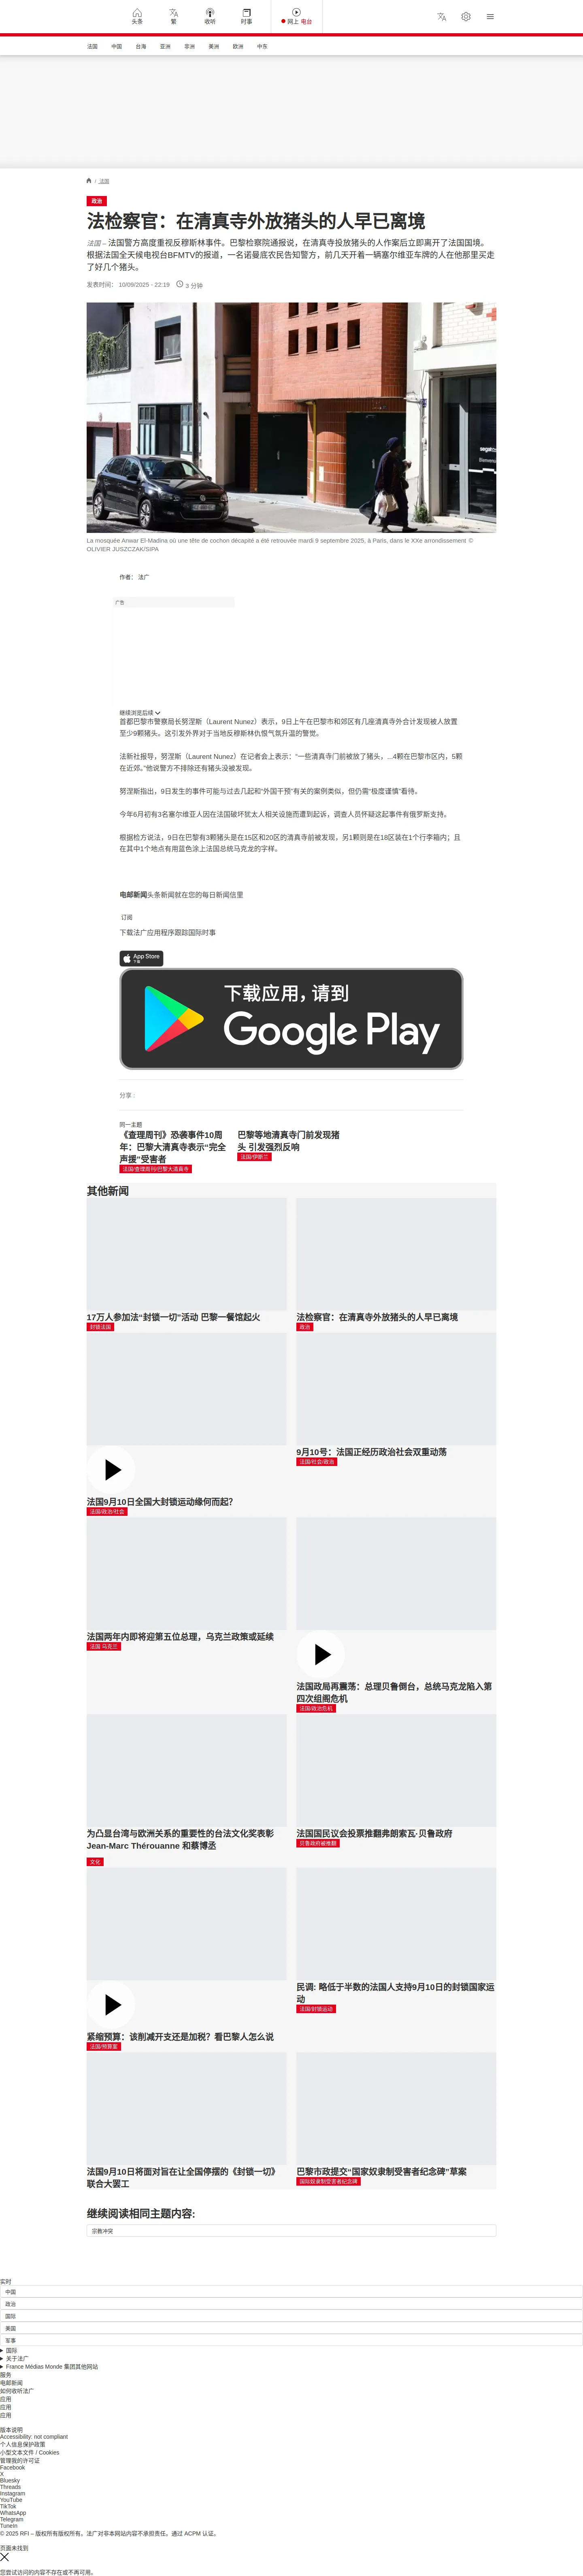 头条
繁
收听
时事
网上 电台
法国
中国
台海
亚洲
非洲
美洲
欧洲
中东
法国
政治
法检察官：在清真寺外放猪头的人早已离境
法国 – 法国警方高度重视反穆斯林事件。巴黎检察院通报说，在清真寺投放猪头的人作案后立即离开了法国国境。
根据法国全天候电视台BFMTV的报道，一名诺曼底农民告知警方，前几天开着一辆塞尔维亚车牌的人在他那里买走
了好几个猪头。
发表时间： 10/09/2025 - 22:19
3 分钟
La mosquée Anwar El-Madina où une tête de cochon décapité a été retrouvée mardi 9 septembre 2025, à Paris, dans le XXe arrondissement ©
OLIVIER JUSZCZAK/SIPA
作者： 法广
广告
继续浏览后续
首都巴黎市警察局长努涅斯（Laurent Nunez）表示，9日上午在巴黎市和郊区有几座清真寺外合计发现被人放置
至少9颗猪头。这引发外界对于当地反穆斯林仇恨气氛升温的警觉。
法新社报导，努涅斯（Laurent Nunez）在记者会上表示：“一些清真寺门前被放了猪头，...4颗在巴黎市区内，5颗
在近郊。”他说警方不排除还有猪头没被发现。
努涅斯指出，9日发生的事件可能与过去几起和“外国干预”有关的案例类似，但仍需“极度谨慎”看待。
今年6月初有3名塞尔维亚人因在法国破坏犹太人相关设施而遭到起诉，调查人员怀疑这起事件有俄罗斯支持。
根据检方说法，9日在巴黎有3颗猪头是在15区和20区的清真寺前被发现，另1颗则是在18区装在1个行李箱内；且
在其中1个地点有用蓝色涂上法国总统马克龙的字样。
电邮新闻头条新闻就在您的每日新闻信里
订阅
下载法广应用程序跟踪国际时事
App Store
下载
下载应用，请到
Google Play
分享 :
同一主题
《查理周刊》恐袭事件10周
年：巴黎大清真寺表示“完全
声援”受害者
法国/查理周刊/巴黎大清真寺
巴黎等地清真寺门前发现猪
头 引发强烈反响
法国/伊斯兰
其他新闻
17万人参加法“封锁一切”活动 巴黎一餐馆起火
封锁法国
法检察官：在清真寺外放猪头的人早已离境
政治
法国9月10日全国大封锁运动缘何而起?
法国/政治/社会
9月10号：法国正经历政治社会双重动荡
法国/社会/政治
法国两年内即将迎第五位总理，乌克兰政策或延续
法国 乌克兰
法国政局再震荡：总理贝鲁倒台，总统马克龙陷入第
四次组阁危机
法国/政治危机
为凸显台湾与欧洲关系的重要性的台法文化奖表彰
Jean-Marc Thérouanne 和蔡博丞
文化
法国国民议会投票推翻弗朗索瓦·贝鲁政府
贝鲁政府被推翻
紧缩预算：该削减开支还是加税？看巴黎人怎么说
法国/预算案
民调: 略低于半数的法国人支持9月10日的封锁国家运
动
法国/封锁运动
法国9月10日将面对旨在让全国停摆的《封锁一切》
联合大罢工
巴黎市政提交“国家奴隶制受害者纪念碑”草案
国际奴隶制受害者纪念碑
继续阅读相同主题内容:
宗教冲突
实时
中国
政治
国际
美国
军事
国际
关于法广
France Médias Monde 集团其他网站
服务
电邮新闻
如何收听法广
应用
应用
应用
版本说明
Accessibility: not compliant
个人信息保护政策
小型文本文件 / Cookies
管理我的许可证
Facebook
X
Bluesky
Threads
Instagram
YouTube
TikTok
WhatsApp
Telegram
TuneIn
© 2025 RFI – 版权所有版权所有。法广对非本网站内容不承担责任。通过 ACPM 认证。
页面未找到
您尝试访问的内容不存在或不再可用。